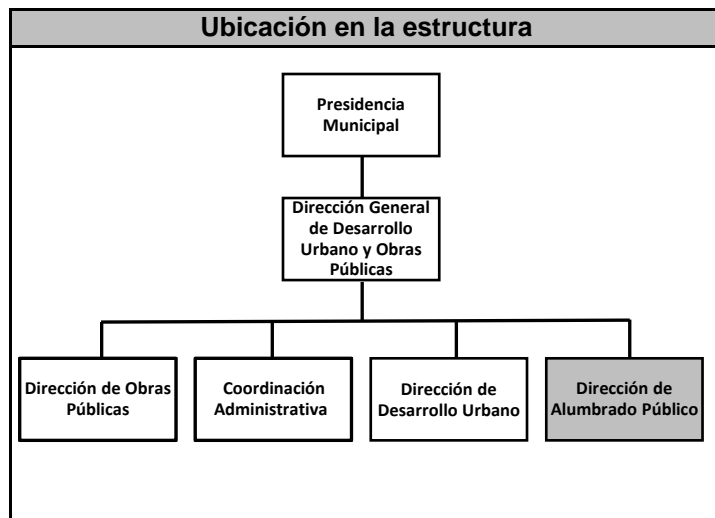 Ubicación en la estructura
Presidencia
Municipal
Dirección General
de Desarrollo
Urbano y Obras
Públicas
Dirección de Obras
Públicas
Coordinación
Administrativa
Dirección de
Desarrollo Urbano
Dirección de
Alumbrado Público